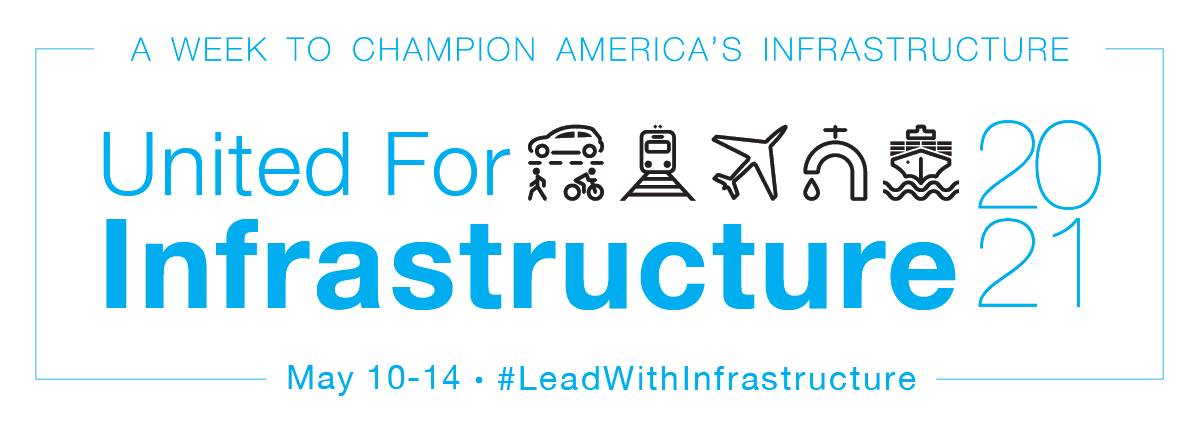 A WEEK TO CHAMPION AMERICA'S INFRASTRUCTURE
United For
Infrastructure
20
21
May 10-14 • #LeadWithInfrastructure